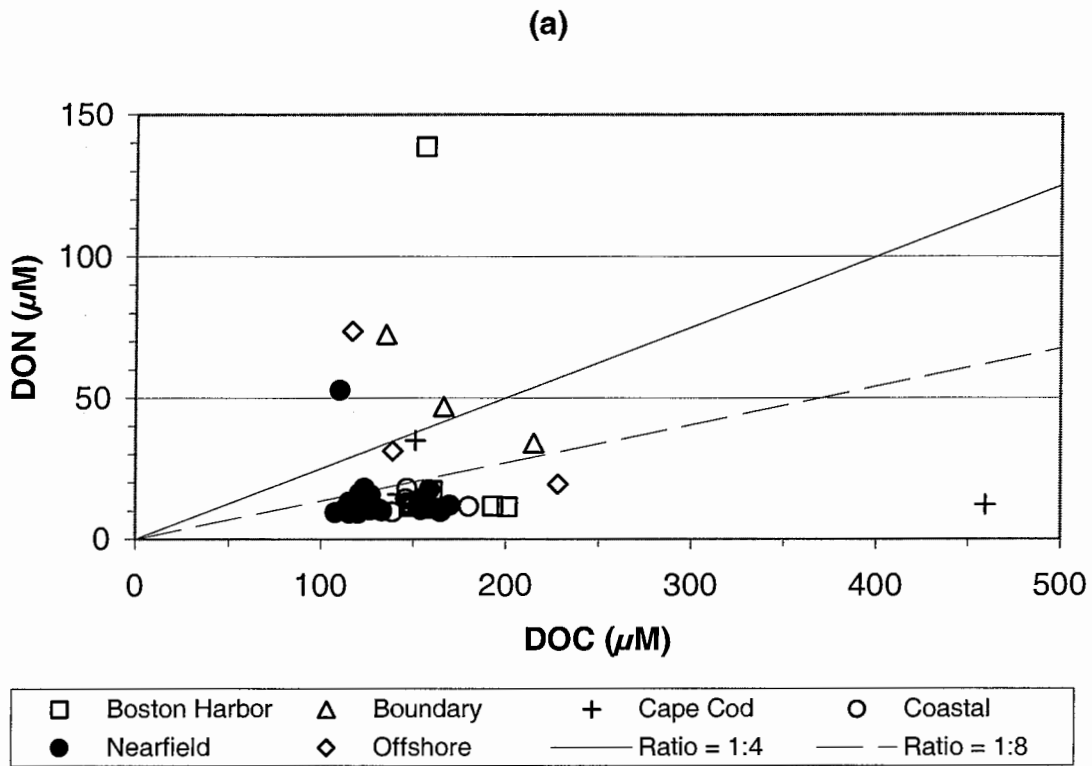 (a)
150
100
50
0
DON (µM)
0 100 200 300 400 500
DOC (µM)
Boston Harbor Boundary Cape Cod Coastal
Nearfield Offshore Ratio = 1:4 Ratio = 1:8